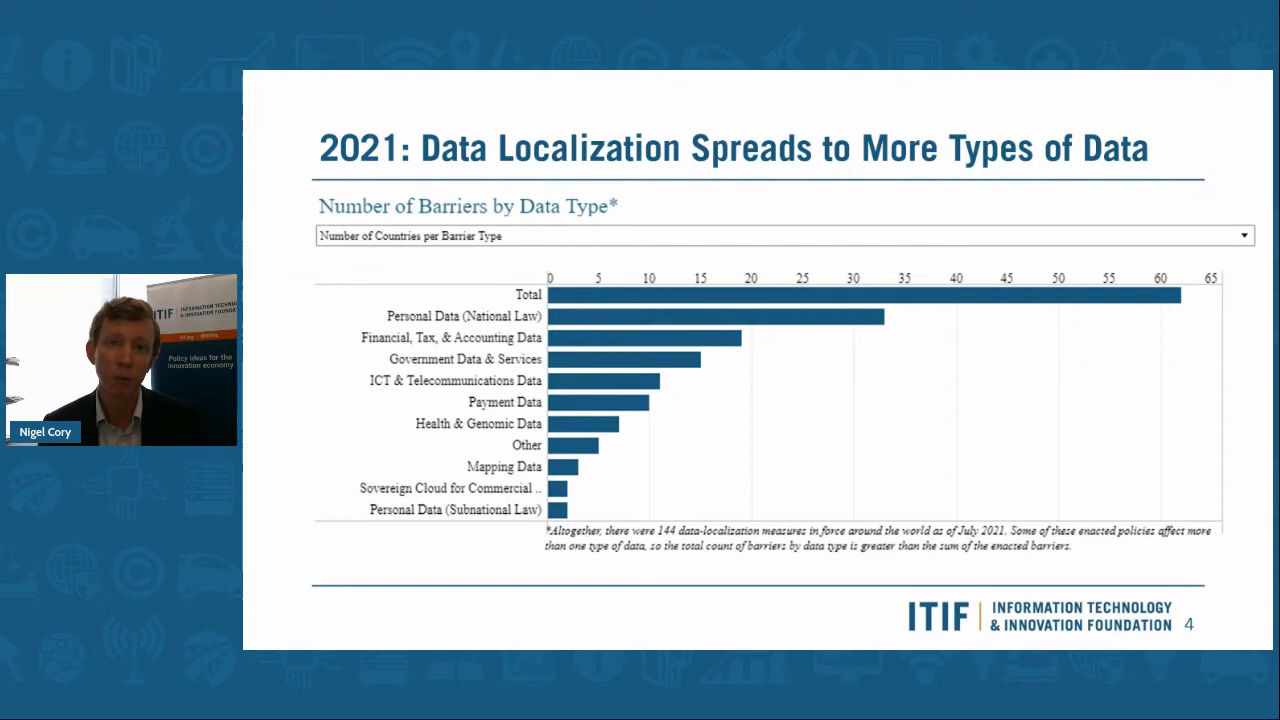 2021: Data Localization Spreads to More Types of Data
Number of Barriers by Data Type*
Number of Countries per Barrier Type
0 5 10 15 20 25 30 35 40 45 50 55 60 65
Total
Personal Data (National Law)
Financial, Tax, & Accounting Data
Government Data & Services
ICT & Telecommunications Data
Payment Data
Health & Genomic Data
Other
Mapping Data
Sovereign Cloud for Commercial ..
Personal Data (Subnational Law)
*Altogether, there were 144 data-localization measures in force around the world as of July 2021. Some of these enacted policies affect more
than one type of data, so the total count of barriers by data type is greater than the sum of the enacted barriers.
ITIF
INFORMATION TECHNOLOGY
& INNOVATION FOUNDATION
4
ITIF
INFORMATION
& INNOVATION
Policy ideas for the
innovation economy
Nigel Cory